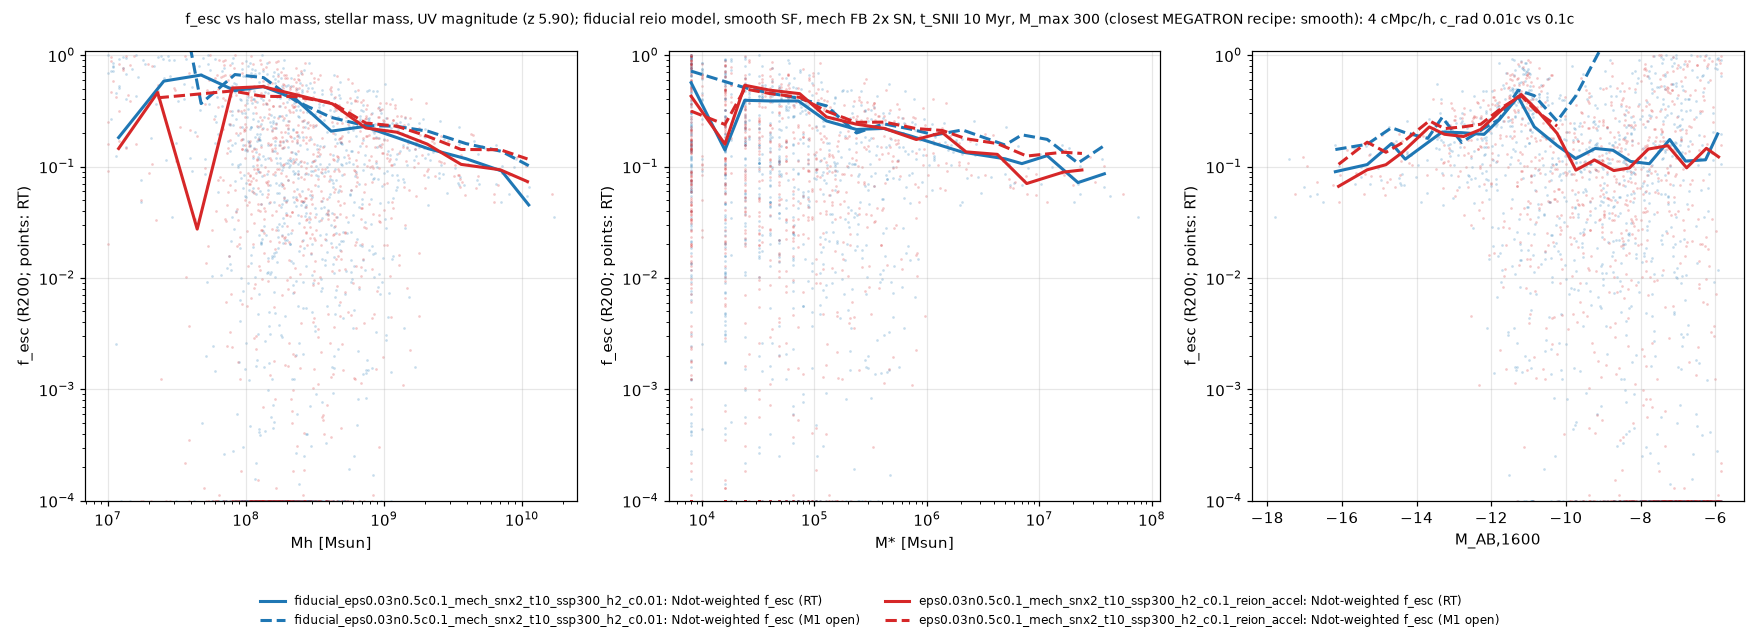 f_esc vs halo mass, stellar mass, UV magnitude (z 5.90); fiducial reio model, smooth SF, mech FB 2x SN, t_SNII 10 Myr, M_max 300 (closest MEGATRON recipe: smooth): 4 cMpc/h, c_rad 0.01c vs 0.1c
f_esc (R200; points: RT)
10⁰
10⁻¹
10⁻²
10⁻³
10⁻⁴
10⁷
10⁸
10⁹
10¹⁰
Mh [Msun]
f_esc (R200; points: RT)
10⁰
10⁻¹
10⁻²
10⁻³
10⁻⁴
10⁴
10⁵
10⁶
10⁷
10⁸
M* [Msun]
f_esc (R200; points: RT)
10⁰
10⁻¹
10⁻²
10⁻³
10⁻⁴
−18
−16
−14
−12
−10
−8
−6
M_AB,1600
fiducial_eps0.03n0.5c0.1_mech_snx2_t10_ssp300_h2_c0.01: Ndot-weighted f_esc (RT)
fiducial_eps0.03n0.5c0.1_mech_snx2_t10_ssp300_h2_c0.01: Ndot-weighted f_esc (M1 open)
eps0.03n0.5c0.1_mech_snx2_t10_ssp300_h2_c0.1_reion_accel: Ndot-weighted f_esc (RT)
eps0.03n0.5c0.1_mech_snx2_t10_ssp300_h2_c0.1_reion_accel: Ndot-weighted f_esc (M1 open)